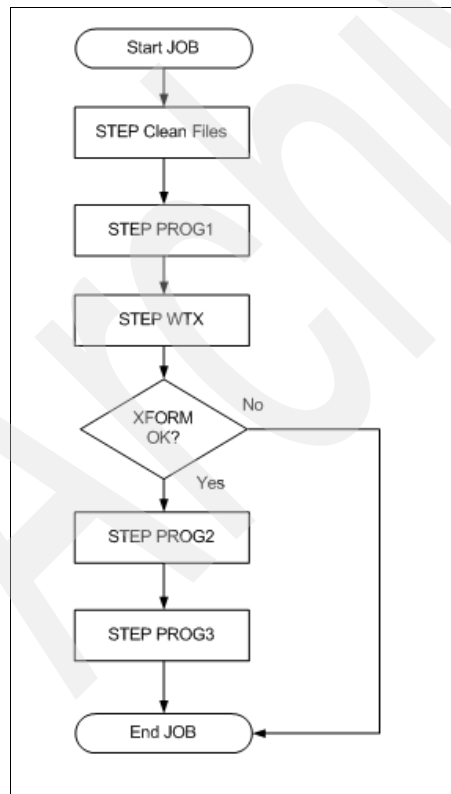 Start JOB
STEP Clean Files
STEP PROG1
STEP WTX
XFORM
OK?
No
Yes
STEP PROG2
STEP PROG3
End JOB